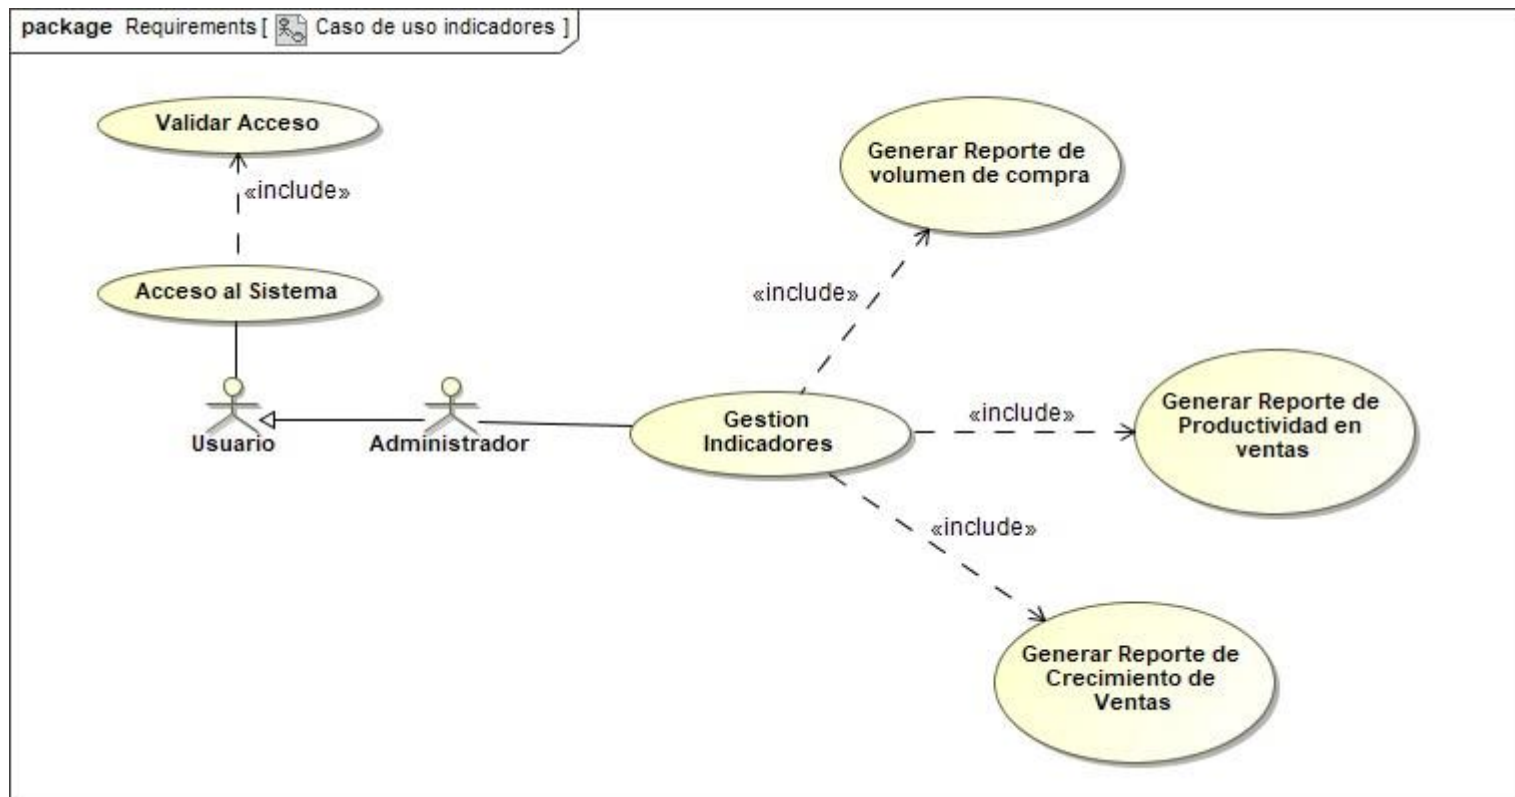 package Requirements [ Caso de uso indicadores ]
Validar Acceso
«include»
Acceso al Sistema
Usuario
Administrador
Gestion
Indicadores
«include»
Generar Reporte de
volumen de compra
«include»
Generar Reporte de
Productividad en
ventas
«include»
Generar Reporte de
Crecimiento de
Ventas